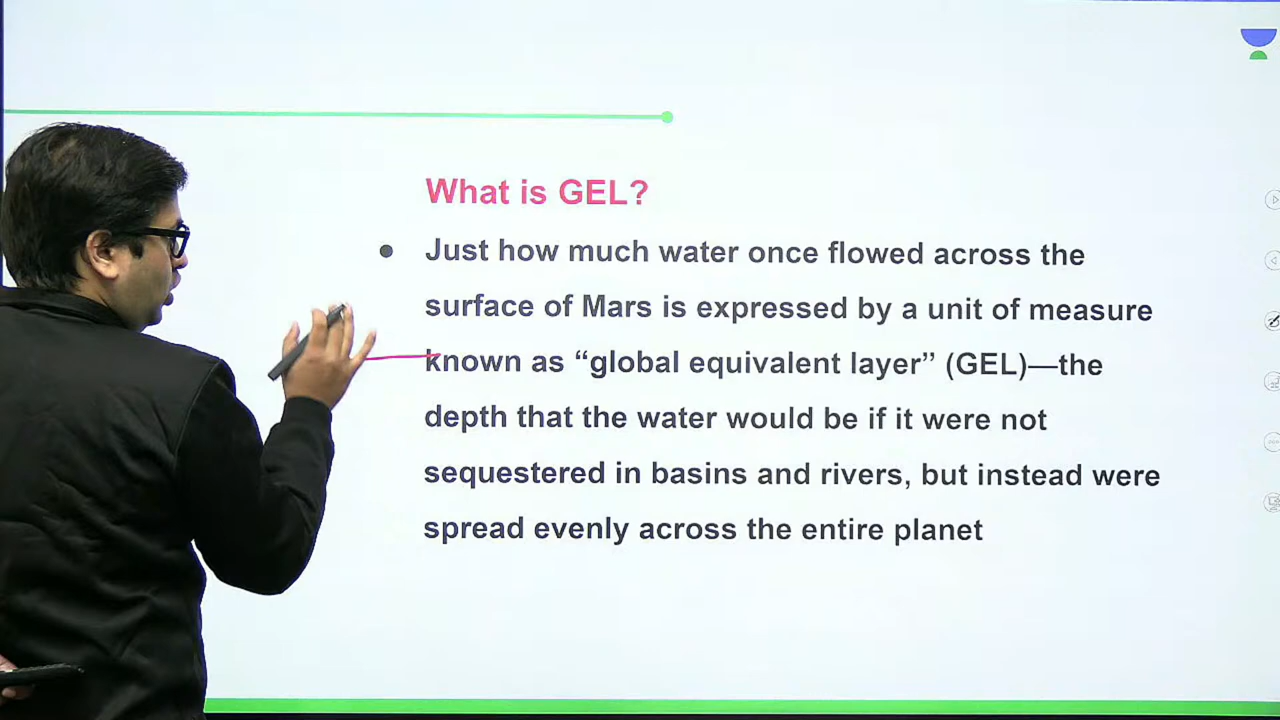 What is GEL?
● Just how much water once flowed across the
surface of Mars is expressed by a unit of measure
known as “global equivalent layer” (GEL)—the
depth that the water would be if it were not
sequestered in basins and rivers, but instead were
spread evenly across the entire planet